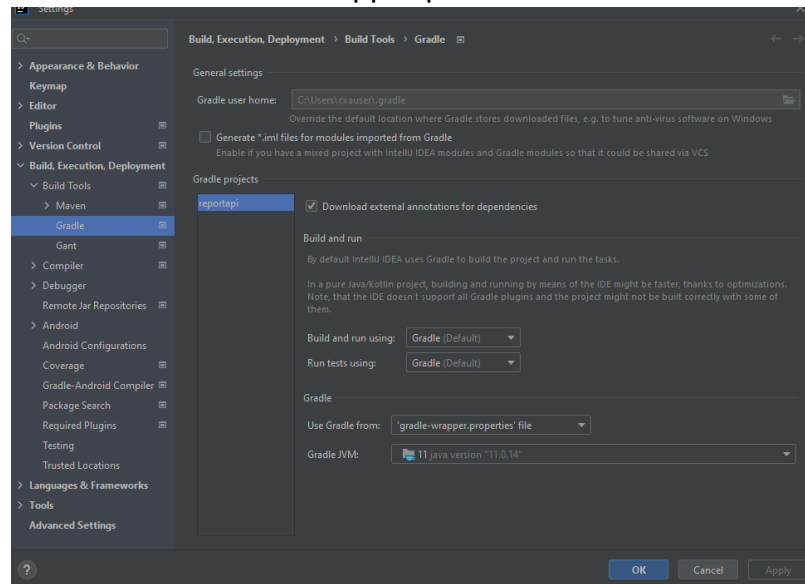 Settings
Build, Execution, Deployment › Build Tools › Gradle
Appearance & Behavior
Keymap
Editor
Plugins
Version Control
Build, Execution, Deployment
Build Tools
Maven
Gradle
Gant
Compiler
Debugger
Remote Jar Repositories
Android
Android Configurations
Coverage
Gradle-Android Compiler
Package Search
Required Plugins
Testing
Trusted Locations
Languages & Frameworks
Tools
Advanced Settings
General settings
Gradle user home: C:\Users\cxauser\.gradle
Override the default location where Gradle stores downloaded files, e.g. to tune anti-virus software on Windows
Generate *.iml files for modules imported from Gradle
Enable if you have a mixed project with IntelliJ IDEA modules and Gradle modules so that it could be shared via VCS
Gradle projects
reportapi
Download external annotations for dependencies
Build and run
By default IntelliJ IDEA uses Gradle to build the project and run the tasks.
In a pure Java/Kotlin project, building and running by means of the IDE might be faster, thanks to optimizations.
Note, that the IDE doesn't support all Gradle plugins and the project might not be built correctly with some of
them.
Build and run using: Gradle (Default)
Run tests using: Gradle (Default)
Gradle
Use Gradle from: 'gradle-wrapper.properties' file
Gradle JVM: 11 java version "11.0.14"
?
OK Cancel Apply